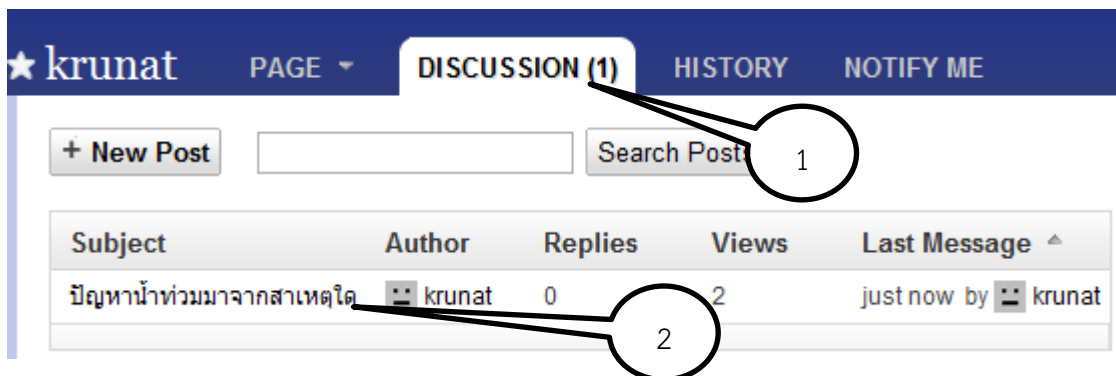 krunat PAGE DISCUSSION (1) HISTORY NOTIFY ME
+ New Post Search Posts 1
Subject Author Replies Views Last Message
ปัญหาน้ำท่วมมาจากสาเหตุใด krunat 0 2 just now by krunat
2